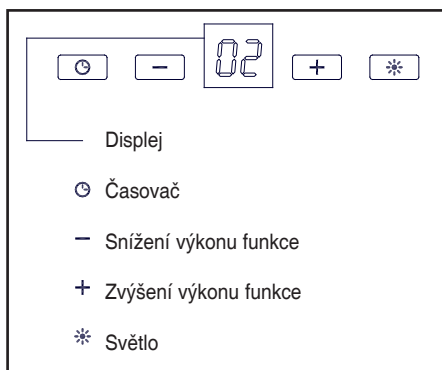 02
Displej
Časovač
− Snížení výkonu funkce
+ Zvýšení výkonu funkce
Světlo